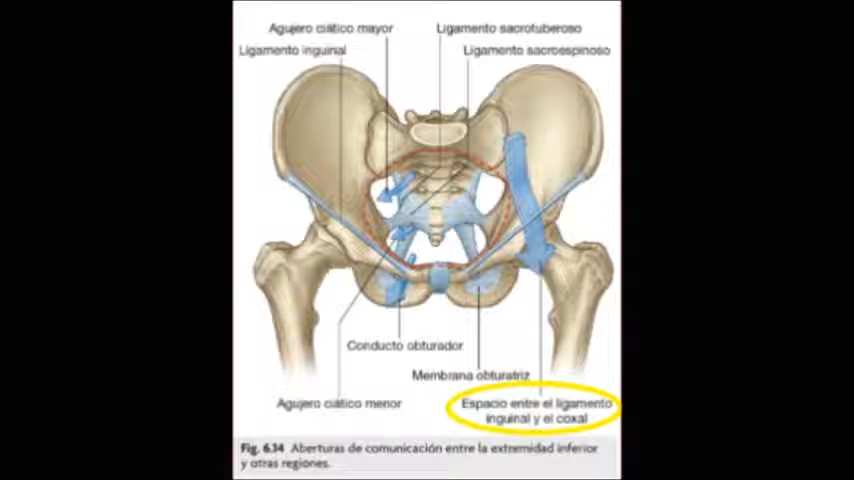 Agujero ciático mayor
Ligamento sacrotuberoso
Ligamento inguinal
Ligamento sacroespinoso
Conducto obturador
Membrana obturatriz
Agujero ciático menor
Espacio entre el ligamento
inguinal y el coxal
Fig. 6.14 Aberturas de comunicación entre la extremidad inferior
y otras regiones.